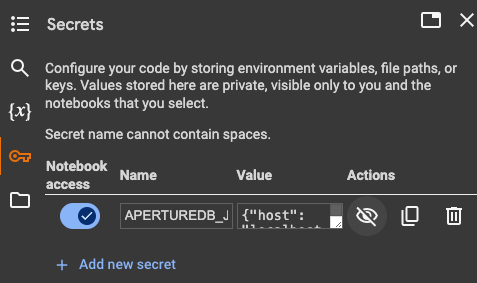 Secrets
Configure your code by storing environment variables, file paths, or
keys. Values stored here are private, visible only to you and the
notebooks that you select.
Secret name cannot contain spaces.
Notebook access Name Value Actions
{x}
APERTUREDB_J {"host":
"localhost
+ Add new secret